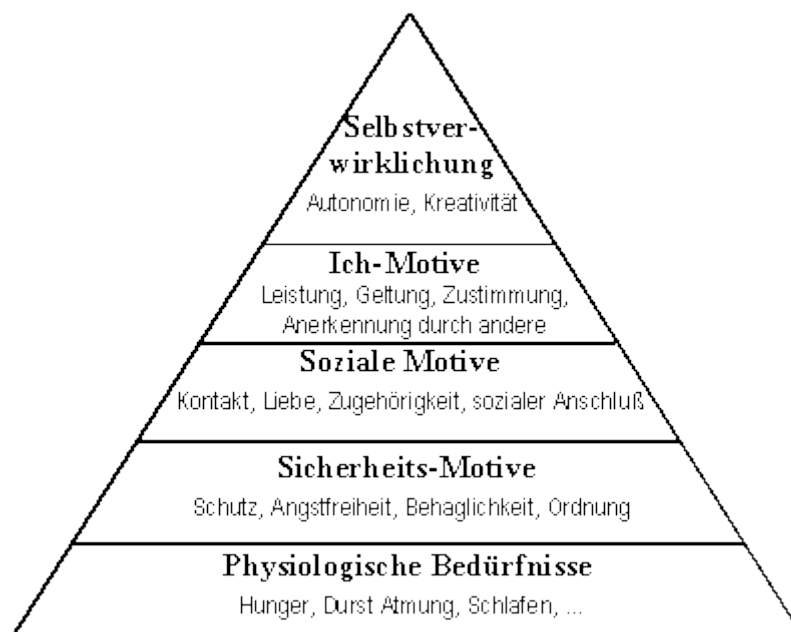 Selbstver-
wirklichung
Autonomie, Kreativität
Ich-Motive
Leistung, Geltung, Zustimmung,
Anerkennung durch andere
Soziale Motive
Kontakt, Liebe, Zugehörigkeit, sozialer Anschluß
Sicherheits-Motive
Schutz, Angstfreiheit, Behaglichkeit, Ordnung
Physiologische Bedürfnisse
Hunger, Durst Atmung, Schlafen, ...